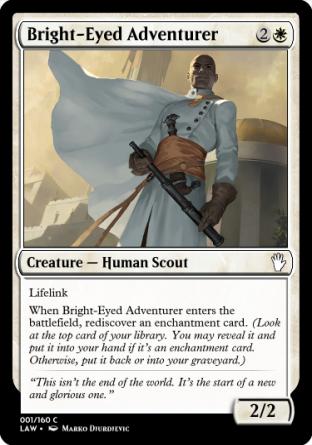 Bright-Eyed Adventurer 2
Creature — Human Scout
Lifelink
When Bright-Eyed Adventurer enters the
battlefield, rediscover an enchantment card. (Look
at the top card of your library. You may reveal it and
put it into your hand if it's an enchantment card.
Otherwise, put it back or into your graveyard.)
"This isn't the end of the world. It's the start of a new
and glorious one."
2/2
001/160 C
LAW • Marko Djurdjevic